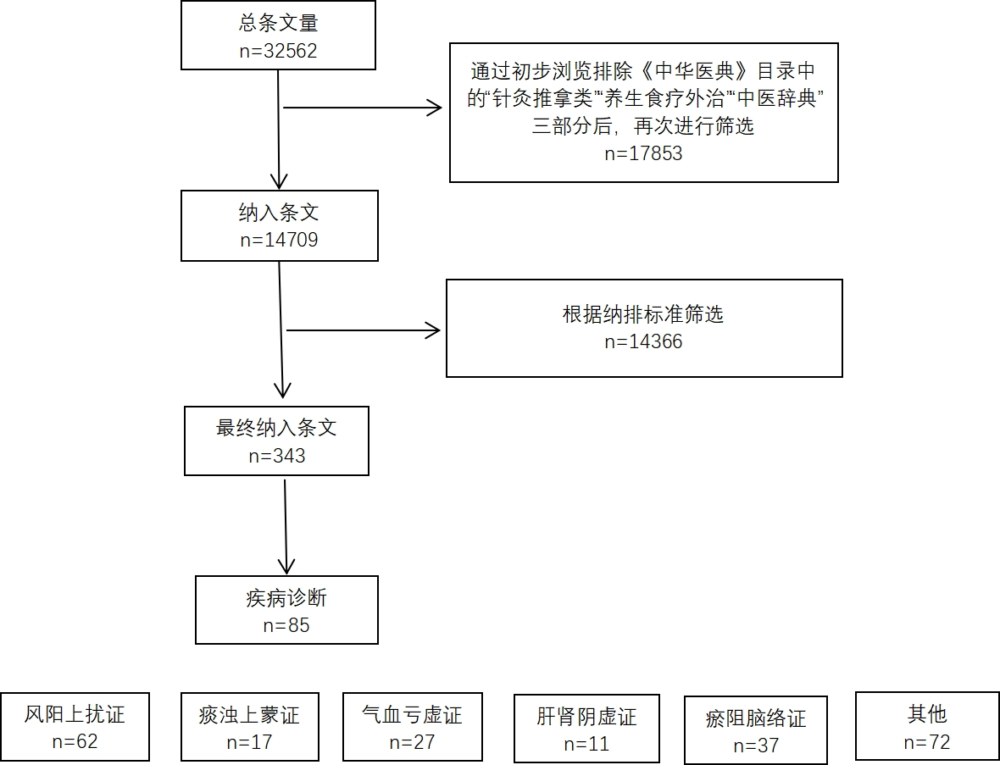 总条文量
n=32562
通过初步浏览排除《中华医典》目录中
的“针灸推拿类”“养生食疗外治”“中医辞典”
三部分后，再次进行筛选
n=17853
纳入条文
n=14709
根据纳排标准筛选
n=14366
最终纳入条文
n=343
疾病诊断
n=85
风阳上扰证
n=62
痰浊上蒙证
n=17
气血亏虚证
n=27
肝肾阴虚证
n=11
瘀阻脑络证
n=37
其他
n=72